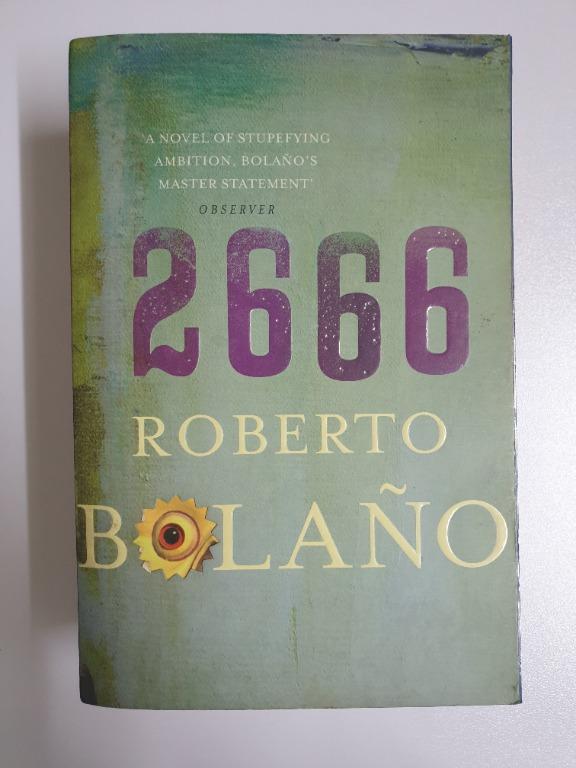 'A NOVEL OF STUPEFYING
AMBITION, BOLAÑO'S
MASTER STATEMENT'
OBSERVER
2666
ROBERTO
BOLAÑO